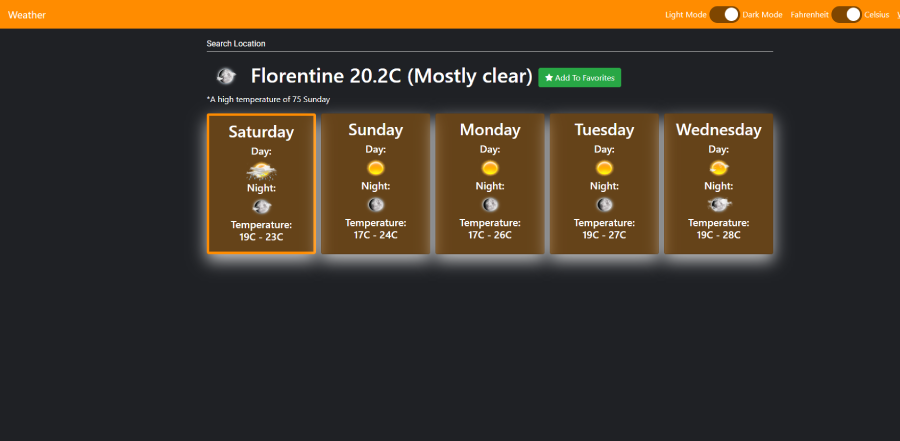 Weather Light Mode Dark Mode Fahrenheit Celsius
Search Location
Florentine 20.2C (Mostly clear) Add To Favorites
*A high temperature of 75 Sunday
Saturday
Day:
Night:
Temperature:
19C - 23C
Sunday
Day:
Night:
Temperature:
17C - 24C
Monday
Day:
Night:
Temperature:
17C - 26C
Tuesday
Day:
Night:
Temperature:
19C - 27C
Wednesday
Day:
Night:
Temperature:
19C - 28C